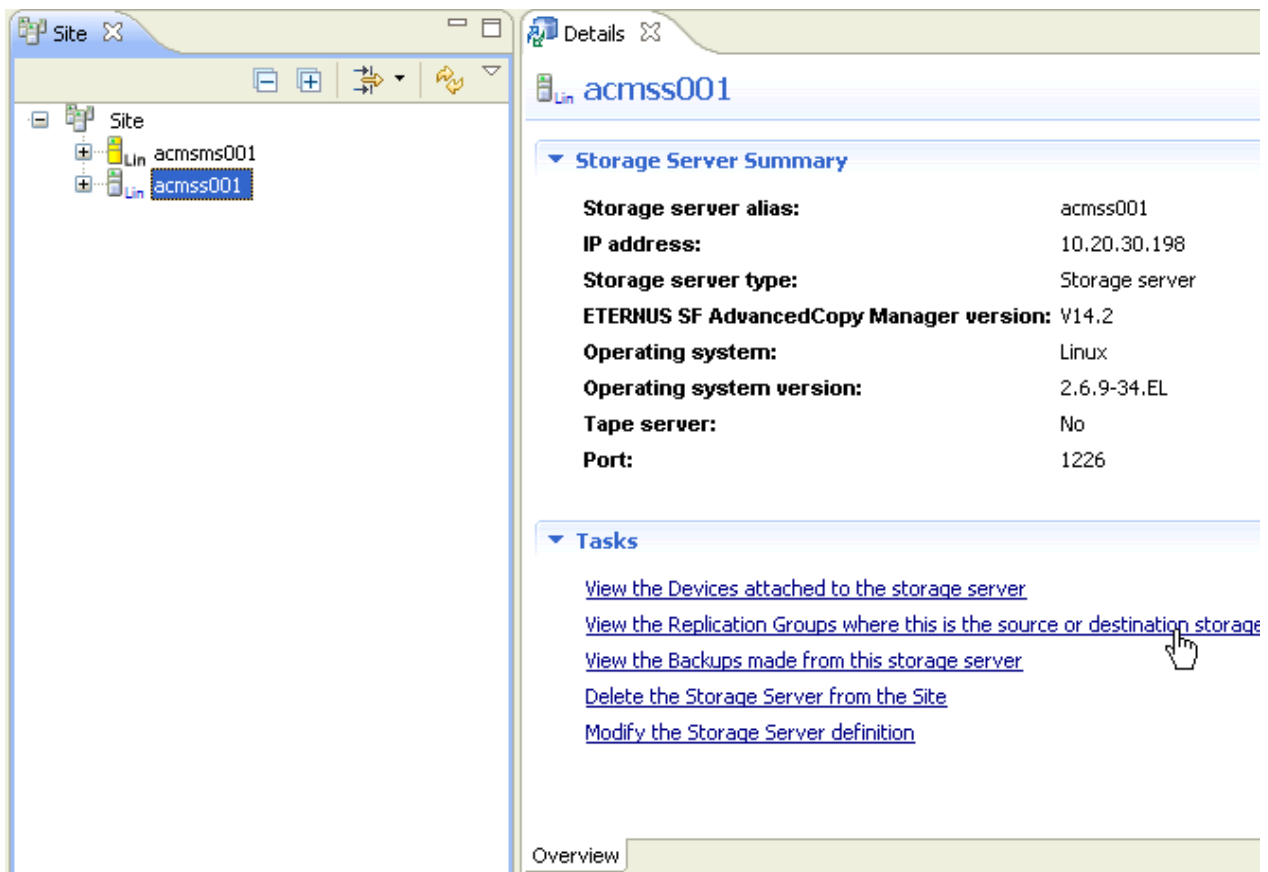 Site
Site
Lin acmsms001
Lin acmss001
Details
Lin acmss001
Storage Server Summary
Storage server alias: acmss001
IP address: 10.20.30.198
Storage server type: Storage server
ETERNUS SF AdvancedCopy Manager version: V14.2
Operating system: Linux
Operating system version: 2.6.9-34.EL
Tape server: No
Port: 1226
Tasks
View the Devices attached to the storage server
View the Replication Groups where this is the source or destination storage
View the Backups made from this storage server
Delete the Storage Server from the Site
Modify the Storage Server definition
Overview